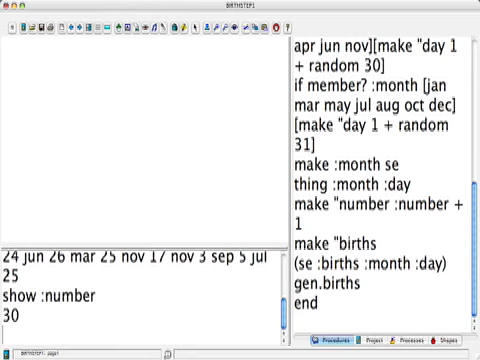 BIRTHSTEP1
apr jun nov][make "day 1
+ random 30]
if member? :month [jan
mar may jul aug oct dec]
[make "day 1 + random
31]
make :month se
thing :month :day
make "number :number +
1
make "births
(se :births :month :day)
gen.births
end
24 jun 26 mar 25 nov 17 nov 3 sep 5 jul
25
show :number
30
Procedures Project Processes Shapes
BIRTHSTEP1: page1